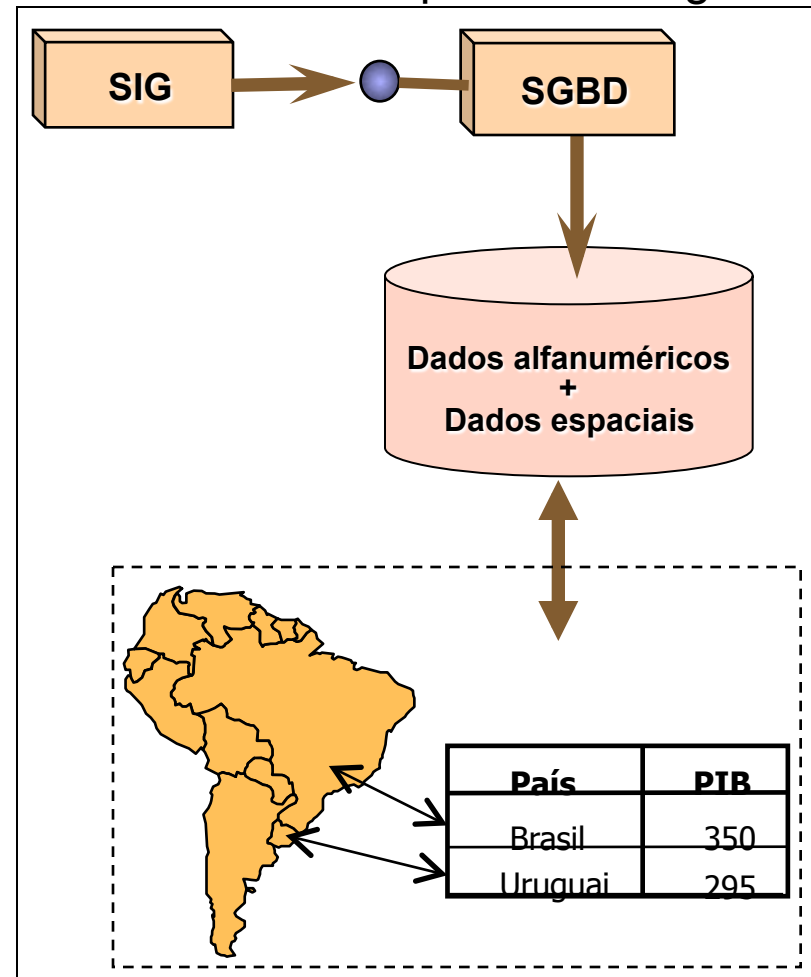 SIG
SGBD
Dados alfanuméricos
+
Dados espaciais
País PIB
Brasil 350
Uruguai 295